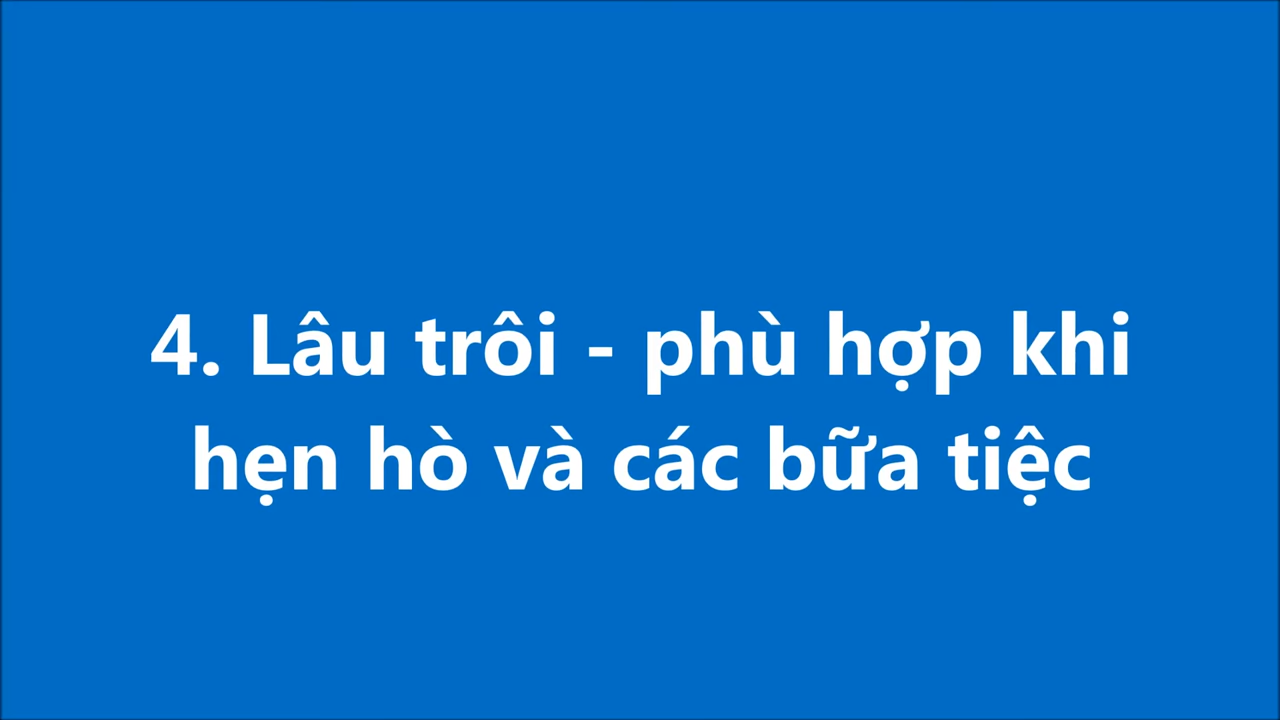 4. Lâu trôi - phù hợp khi
hẹn hò và các bữa tiệc